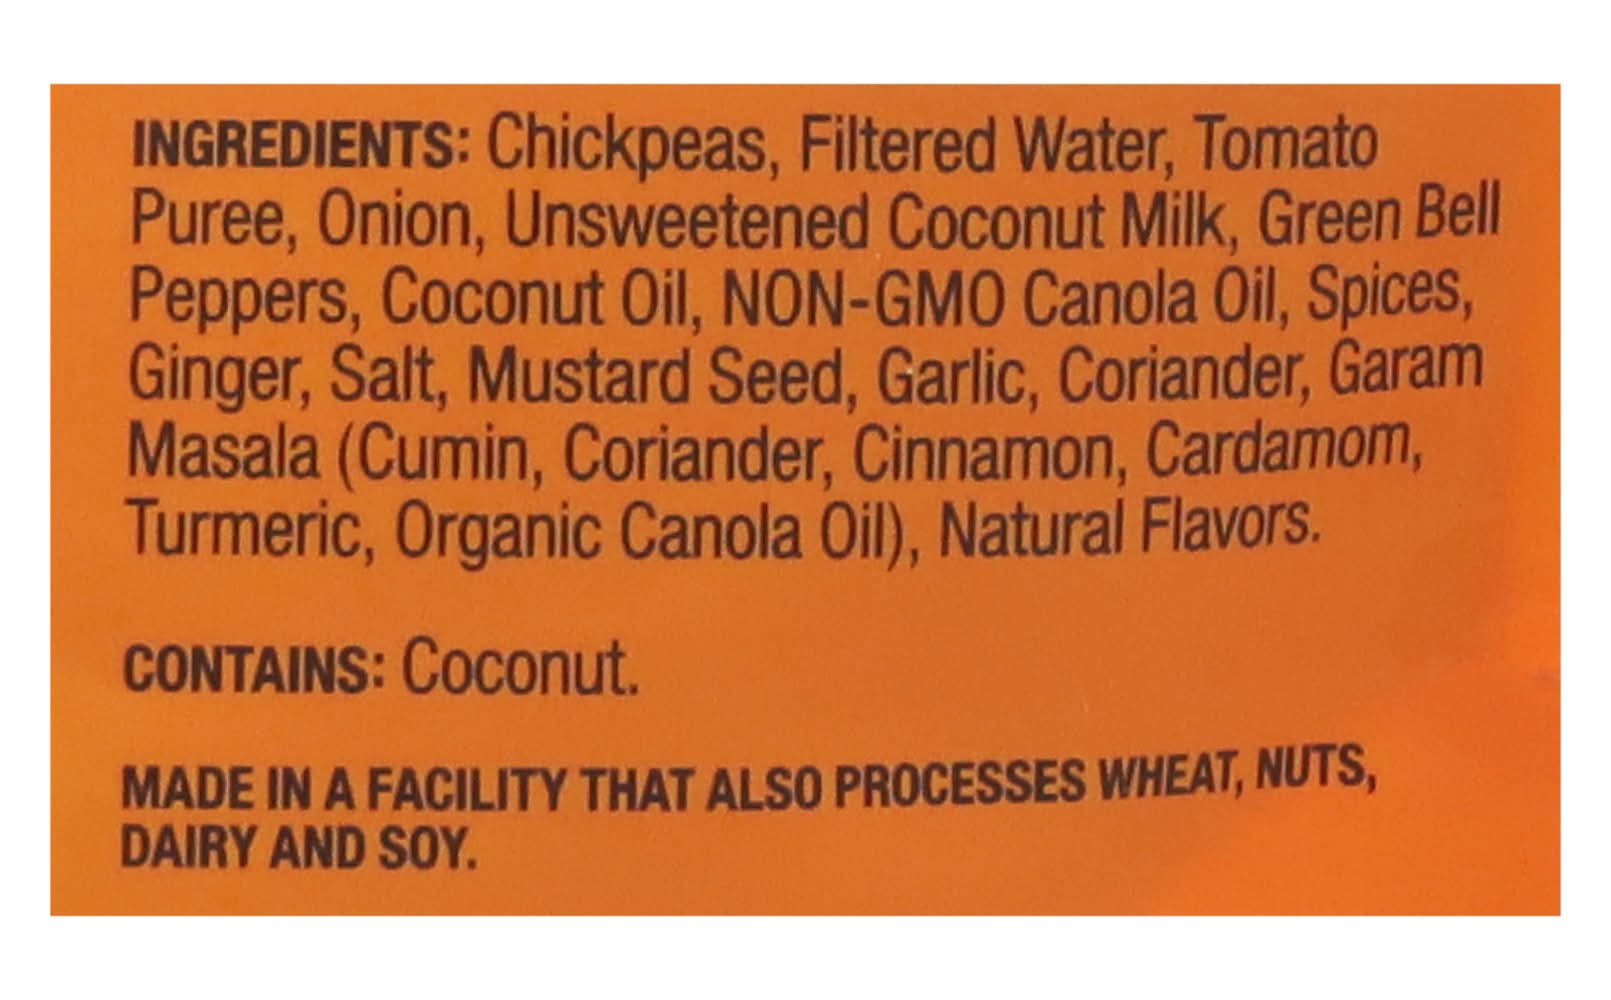 INGREDIENTS: Chickpeas, Filtered Water, Tomato
Puree, Onion, Unsweetened Coconut Milk, Green Bell
Peppers, Coconut Oil, NON-GMO Canola Oil, Spices,
Ginger, Salt, Mustard Seed, Garlic, Coriander, Garam
Masala (Cumin, Coriander, Cinnamon, Cardamom,
Turmeric, Organic Canola Oil), Natural Flavors.
CONTAINS: Coconut.
MADE IN A FACILITY THAT ALSO PROCESSES WHEAT, NUTS,
DAIRY AND SOY.